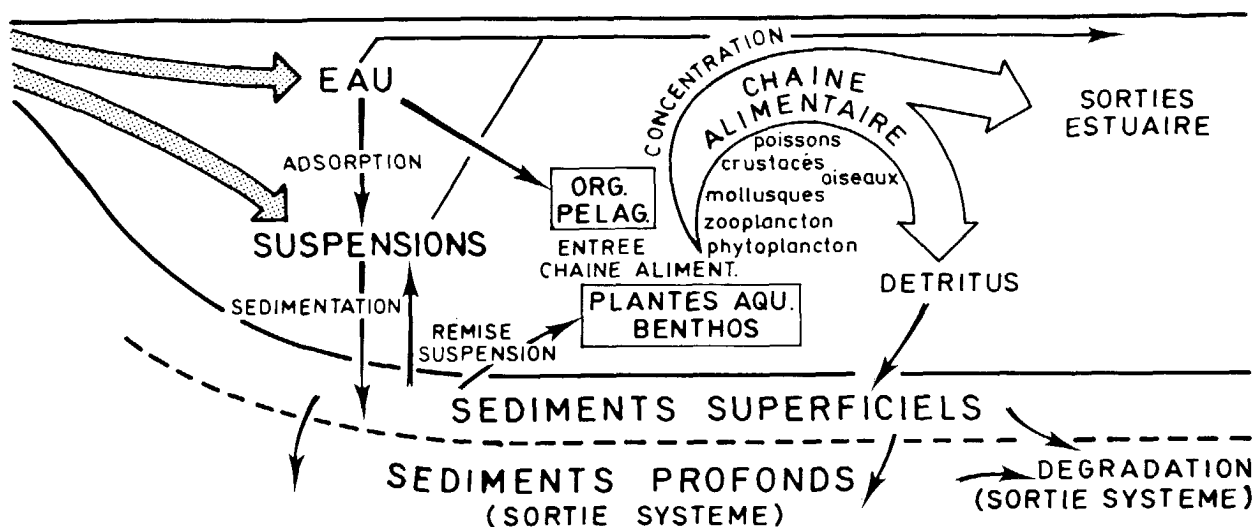 EAU
ADSORPTION
SUSPENSIONS
SEDIMENTATION
REMISE
SUSPENSION
ORG.
PELAG.
ENTREE
CHAINE ALIMENT.
PLANTES AQU.
BENTHOS
CONCENTRATION
CHAINE
ALIMENTAIRE
poissons
crustacés
oiseaux
mollusques
zooplancton
phytoplancton
SORTIES
ESTUAIRE
DETRITUS
SEDIMENTS SUPERFICIELS
SEDIMENTS PROFONDS
(SORTIE SYSTEME)
DEGRADATION
(SORTIE SYSTEME)